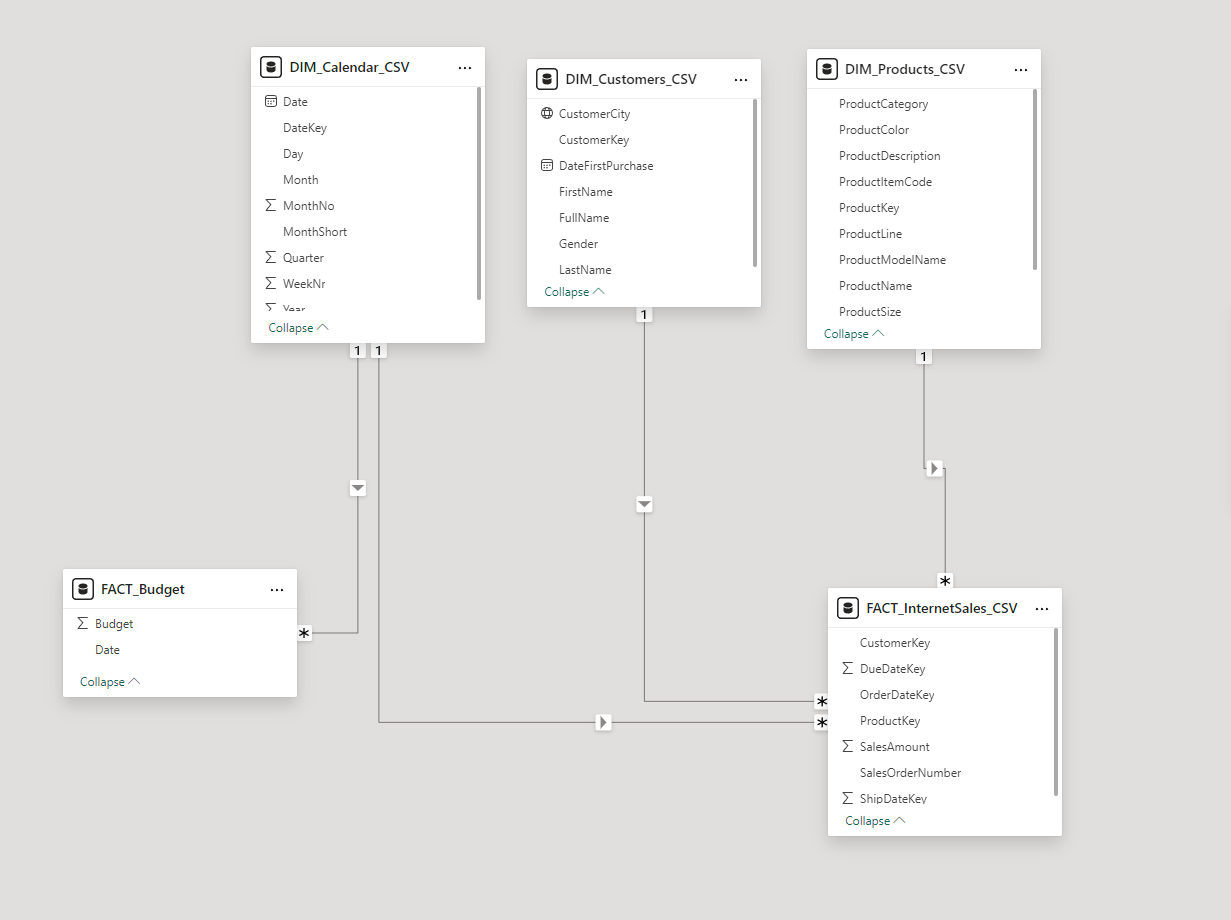 DIM_Calendar_CSV ...
Date
DateKey
Day
Month
MonthNo
MonthShort
Quarter
WeekNr
Year
Collapse
1 1
DIM_Customers_CSV ...
CustomerCity
CustomerKey
DateFirstPurchase
FirstName
FullName
Gender
LastName
Collapse
1
DIM_Products_CSV ...
ProductCategory
ProductColor
ProductDescription
ProductItemCode
ProductKey
ProductLine
ProductModelName
ProductName
ProductSize
Collapse
1
FACT_Budget ...
Budget
Date
Collapse
*
*
FACT_InternetSales_CSV ...
CustomerKey
DueDateKey
OrderDateKey
ProductKey
SalesAmount
SalesOrderNumber
ShipDateKey
Collapse
*
*